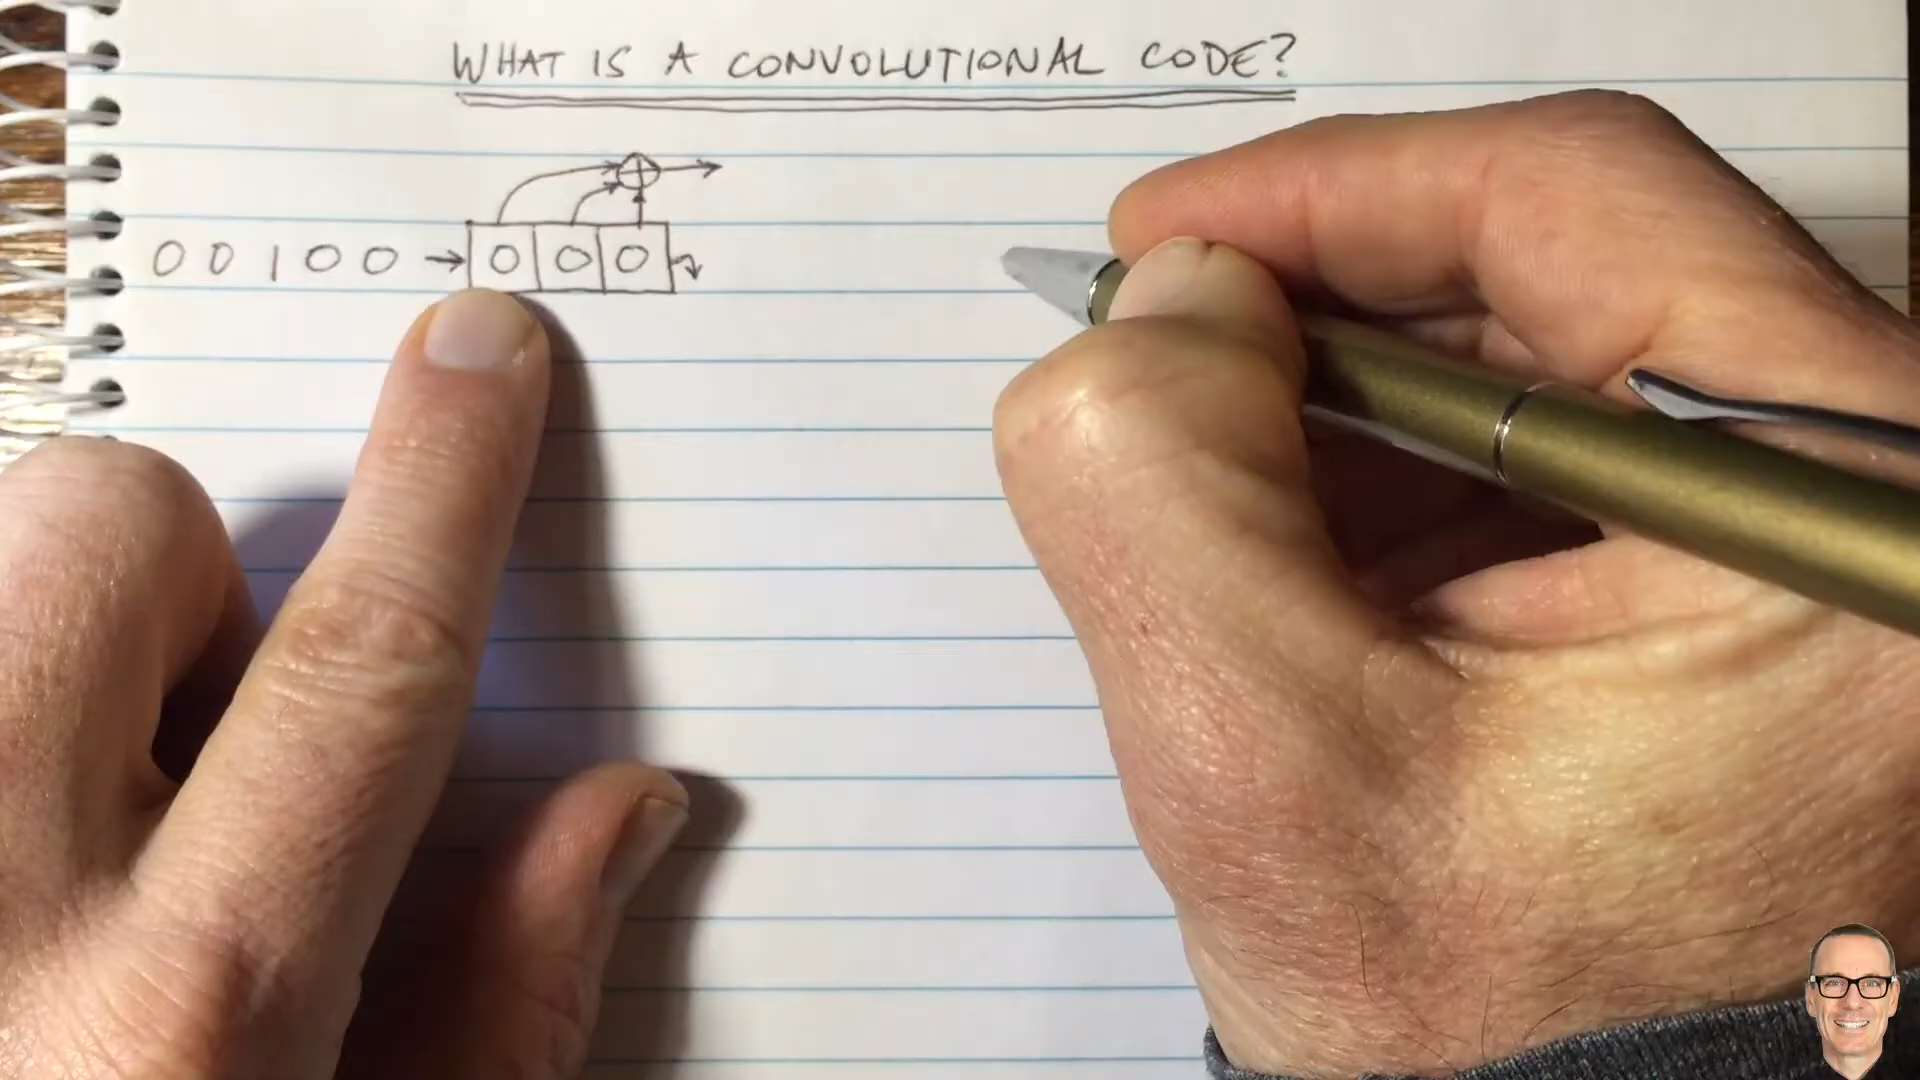 WHAT IS A CONVOLUTIONAL CODE?
0 0 1 0 0 → 0 0 0